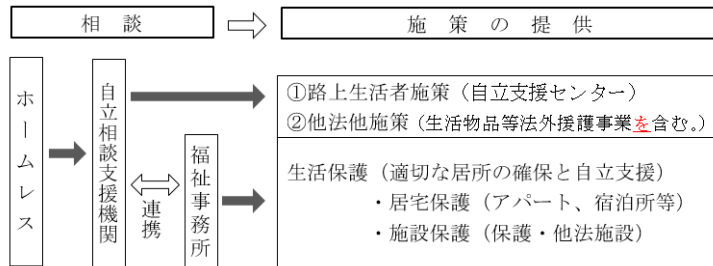 相談
施策の提供
ホームレス
自立相談支援機関
連携
福祉事務所
①路上生活者施策（自立支援センター）
②他法他施策（生活物品等法外援護事業を含む。）
生活保護（適切な居所の確保と自立支援）
・居宅保護（アパート、宿泊所等）
・施設保護（保護・他法施設）